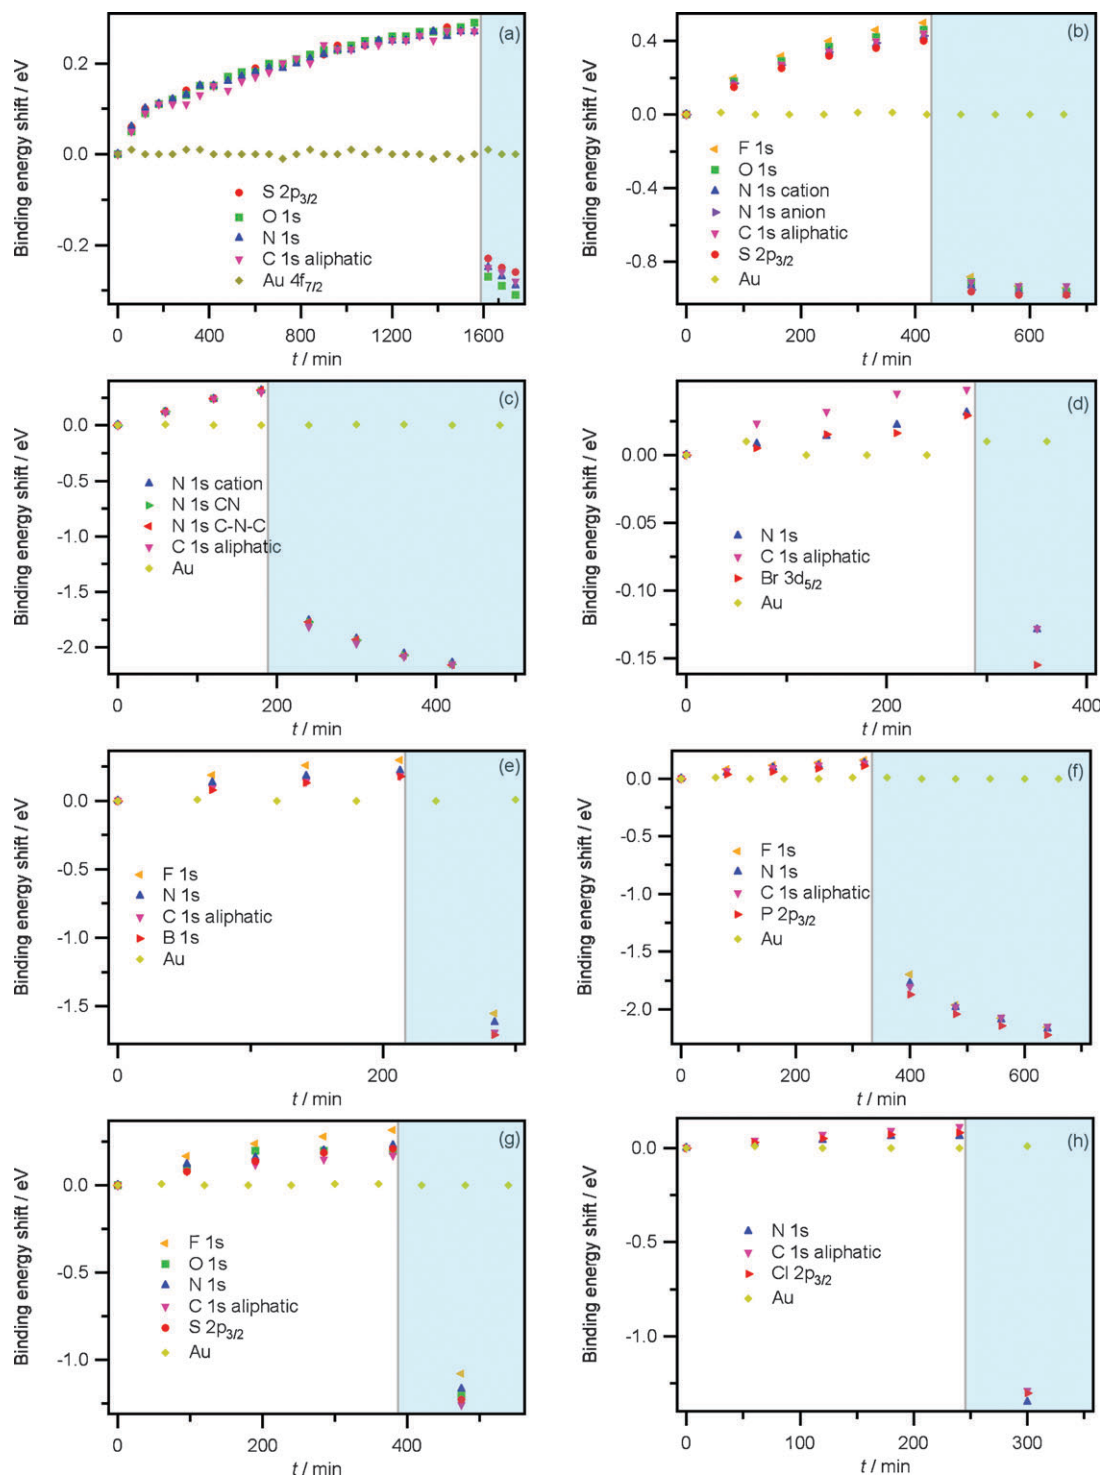 (a)
Binding energy shift / eV
0.2
0.0
-0.2
S 2p3/2
O 1s
N 1s
C 1s aliphatic
Au 4f7/2
0 400 800 1200 1600
t / min
(b)
Binding energy shift / eV
0.4
0.0
-0.4
-0.8
F 1s
O 1s
N 1s cation
N 1s anion
C 1s aliphatic
S 2p3/2
Au
0 200 400 600
t / min
(c)
Binding energy shift / eV
0.0
-0.5
-1.0
-1.5
-2.0
N 1s cation
N 1s CN
N 1s C-N-C
C 1s aliphatic
Au
0 200 400
t / min
(d)
Binding energy shift / eV
0.00
-0.05
-0.10
-0.15
N 1s
C 1s aliphatic
Br 3d5/2
Au
0 200 400
t / min
(e)
Binding energy shift / eV
0.0
-0.5
-1.0
-1.5
F 1s
N 1s
C 1s aliphatic
B 1s
Au
0 200
t / min
(f)
Binding energy shift / eV
0.0
-0.5
-1.0
-1.5
-2.0
F 1s
N 1s
C 1s aliphatic
P 2p3/2
Au
0 200 400 600
t / min
(g)
Binding energy shift / eV
0.0
-0.5
-1.0
F 1s
O 1s
N 1s
C 1s aliphatic
S 2p3/2
Au
0 200 400
t / min
(h)
Binding energy shift / eV
0.0
-0.5
-1.0
N 1s
C 1s aliphatic
Cl 2p3/2
Au
0 100 200 300
t / min